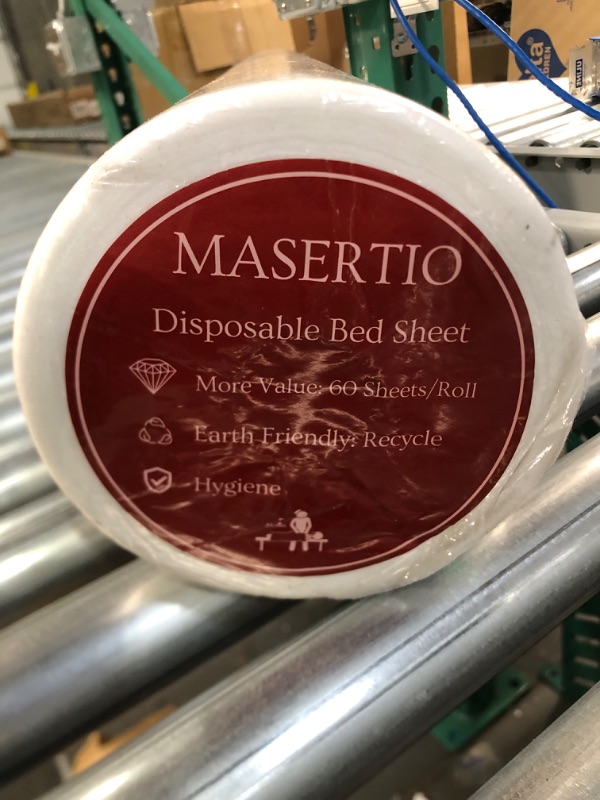 MASERTIO
Disposable Bed Sheet
More Value: 60 Sheets/Roll
Earth Friendly: Recycle
Hygiene